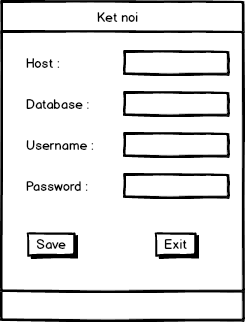 Ket noi
Host :
Database :
Username :
Password :
Save Exit